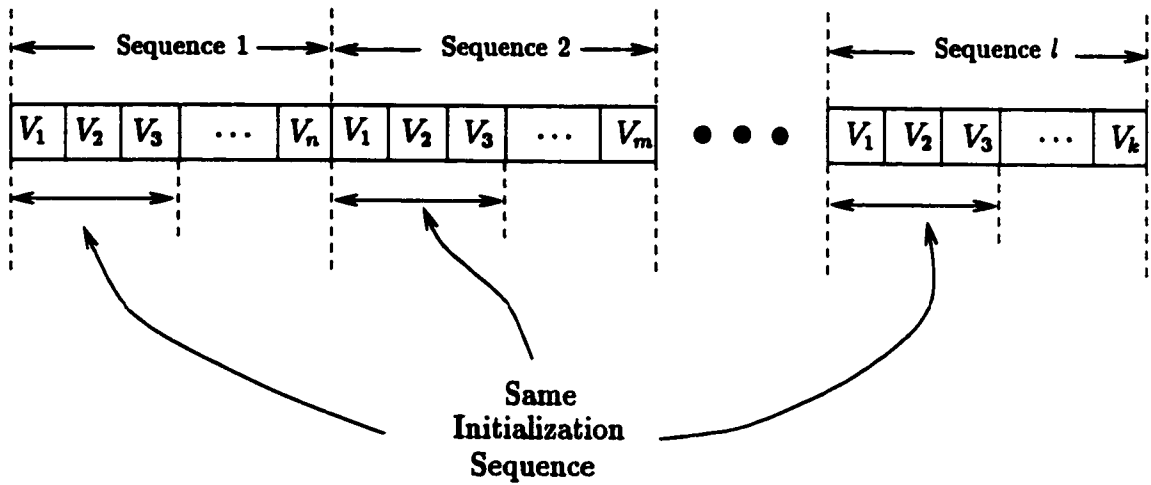 Sequence 1 Sequence 2 Sequence l
V₁ V₂ V₃ ... Vₙ V₁ V₂ V₃ ... Vₘ ● ● ● V₁ V₂ V₃ ... Vₖ
Same
Initialization
Sequence